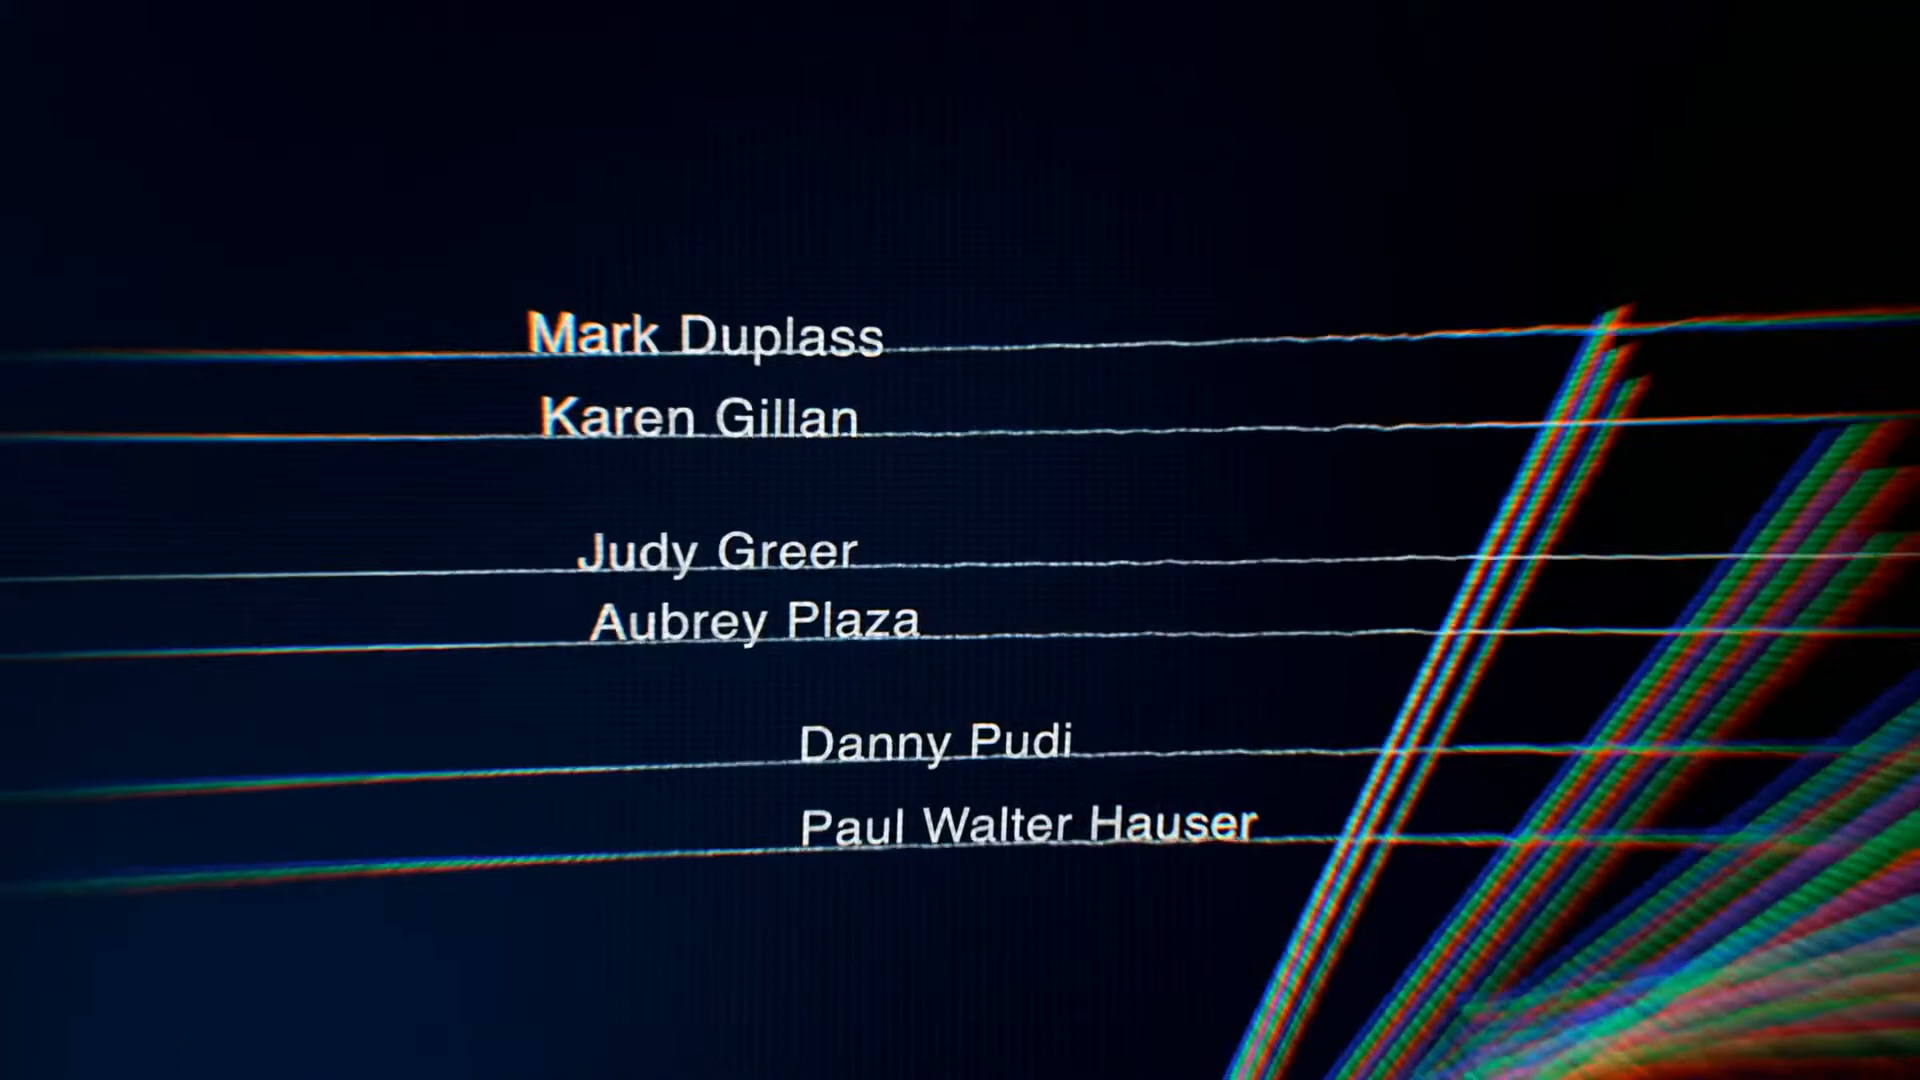 Mark Duplass
Karen Gillan
Judy Greer
Aubrey Plaza
Danny Pudi
Paul Walter Hauser